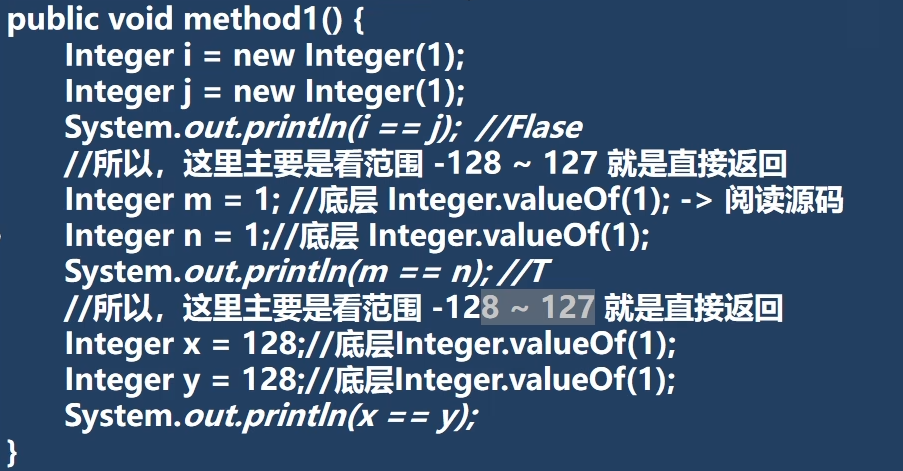 public void method1() {
Integer i = new Integer(1);
Integer j = new Integer(1);
System.out.println(i == j);  //Flase
//所以，这里主要是看范围 -128 ~ 127 就是直接返回
Integer m = 1; //底层 Integer.valueOf(1); -> 阅读源码
Integer n = 1;//底层 Integer.valueOf(1);
System.out.println(m == n); //T
//所以，这里主要是看范围 -128 ~ 127 就是直接返回
Integer x = 128;//底层Integer.valueOf(1);
Integer y = 128;//底层Integer.valueOf(1);
System.out.println(x == y);
}